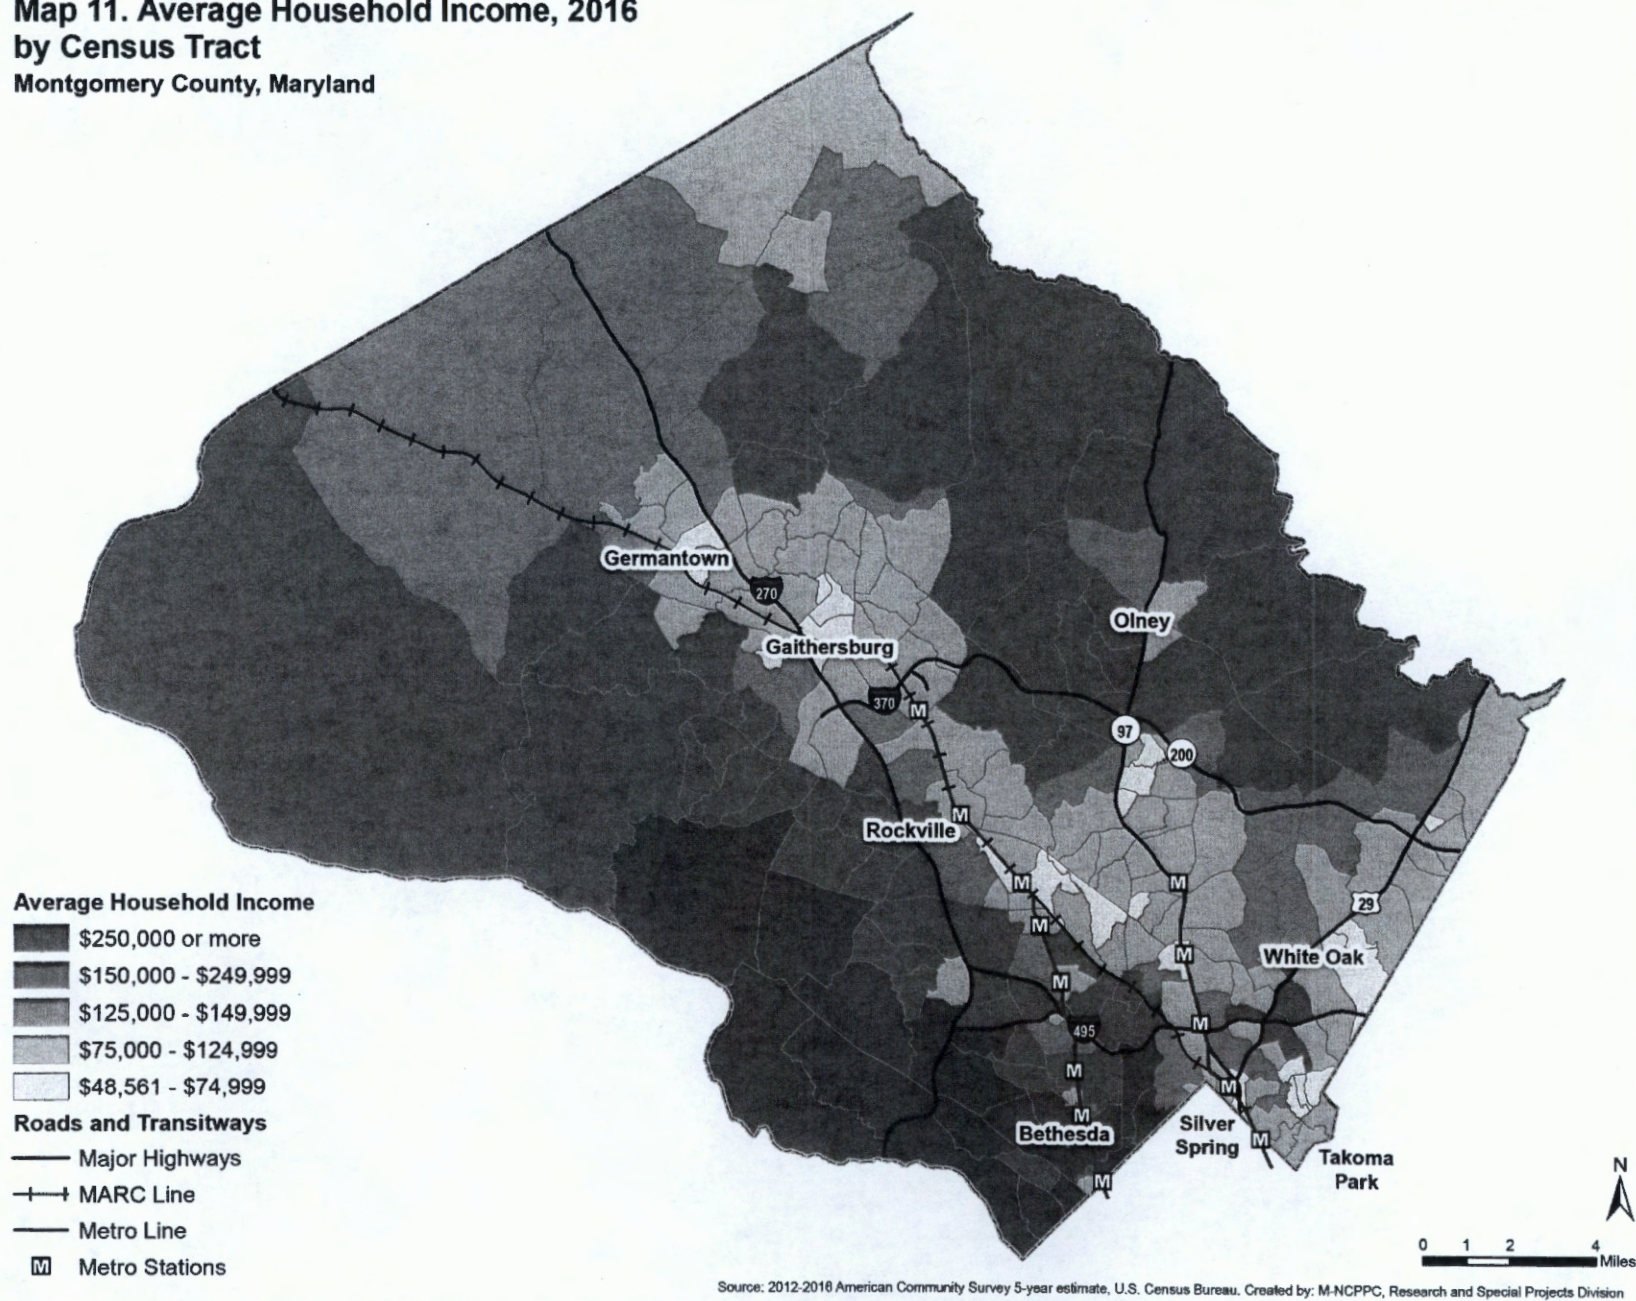 Map 11. Average Household Income, 2016
by Census Tract
Montgomery County, Maryland
Germantown
270
Gaithersburg
Olney
370
M
97
200
Rockville
M
M
M
M
29
White Oak
M
M
495
M
M
M
M
Bethesda
Silver
Spring
M
Takoma
Park
M
Average Household Income
$250,000 or more
$150,000 - $249,999
$125,000 - $149,999
$75,000 - $124,999
$48,561 - $74,999
Roads and Transitways
Major Highways
MARC Line
Metro Line
M Metro Stations
N
0 1 2 4
Miles
Source: 2012-2016 American Community Survey 5-year estimate, U.S. Census Bureau. Created by: M-NCPPC, Research and Special Projects Division